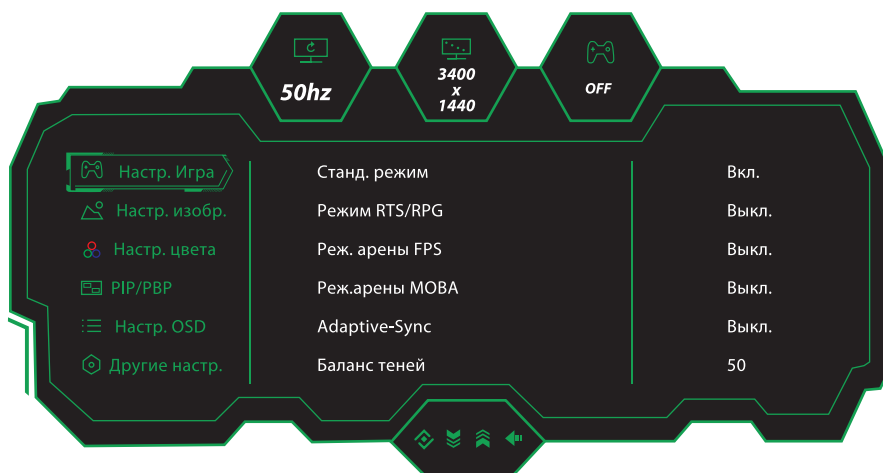 50hz
3400
x
1440
OFF
Настр. Игра
Станд. режим
Вкл.
Настр. изобр.
Режим RTS/RPG
Выкл.
Настр. цвета
Реж. арены FPS
Выкл.
PIP/PBP
Реж.арены MOBA
Выкл.
Настр. OSD
Adaptive-Sync
Выкл.
Другие настр.
Баланс теней
50